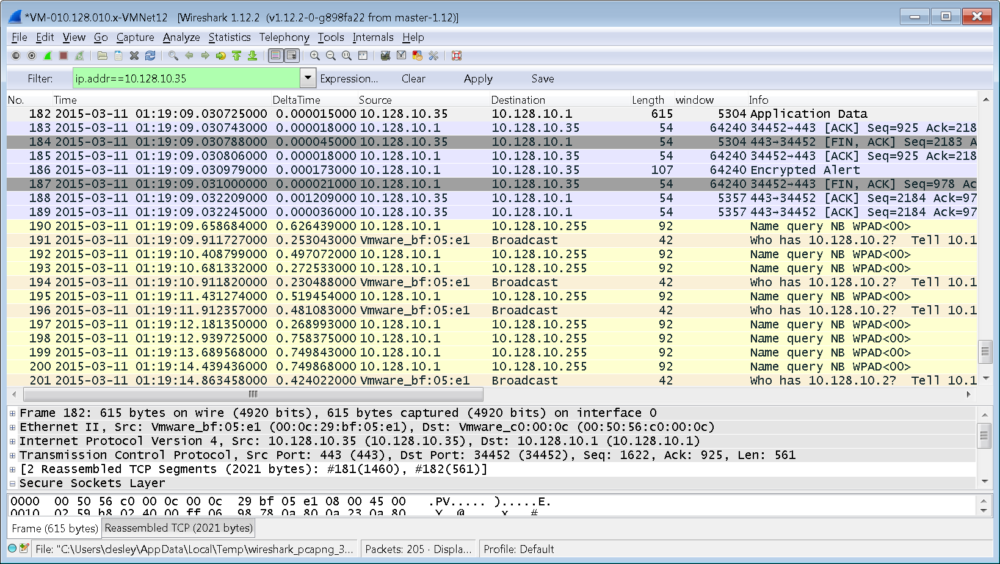 *VM-010.128.010.x-VMNet12 [Wireshark 1.12.2 (v1.12.2-0-g898fa22 from master-1.12)]
File Edit View Go Capture Analyze Statistics Telephony Tools Internals Help
Filter: ip.addr==10.128.10.35 Expression... Clear Apply Save
No. Time DeltaTime Source Destination Length window Info
182 2015-03-11 01:19:09.030725000 0.000015000 10.128.10.35 10.128.10.1 615 5304 Application Data
183 2015-03-11 01:19:09.030743000 0.000018000 10.128.10.1 10.128.10.35 54 64240 34452→443 [ACK] Seq=925 Ack=218
184 2015-03-11 01:19:09.030788000 0.000045000 10.128.10.35 10.128.10.1 54 5304 443→34452 [FIN, ACK] Seq=2183 A
185 2015-03-11 01:19:09.030806000 0.000018000 10.128.10.1 10.128.10.35 54 64240 34452→443 [ACK] Seq=925 Ack=218
186 2015-03-11 01:19:09.030979000 0.000173000 10.128.10.1 10.128.10.35 107 64240 Encrypted Alert
187 2015-03-11 01:19:09.031000000 0.000021000 10.128.10.1 10.128.10.35 54 64240 34452→443 [FIN, ACK] Seq=978 Ac
188 2015-03-11 01:19:09.032209000 0.001209000 10.128.10.35 10.128.10.1 54 5357 443→34452 [ACK] Seq=2184 Ack=97
189 2015-03-11 01:19:09.032245000 0.000036000 10.128.10.35 10.128.10.1 54 5357 443→34452 [ACK] Seq=2184 Ack=97
190 2015-03-11 01:19:09.658684000 0.626439000 10.128.10.1 10.128.10.255 92 Name query NB WPAD<00>
191 2015-03-11 01:19:09.911727000 0.253043000 Vmware_bf:05:e1 Broadcast 42 Who has 10.128.10.2? Tell 10.1
192 2015-03-11 01:19:10.408799000 0.497072000 10.128.10.1 10.128.10.255 92 Name query NB WPAD<00>
193 2015-03-11 01:19:10.681332000 0.272533000 10.128.10.1 10.128.10.255 92 Name query NB WPAD<00>
194 2015-03-11 01:19:10.911820000 0.230488000 Vmware_bf:05:e1 Broadcast 42 Who has 10.128.10.2? Tell 10.1
195 2015-03-11 01:19:11.431274000 0.519454000 10.128.10.1 10.128.10.255 92 Name query NB WPAD<00>
196 2015-03-11 01:19:11.912357000 0.481083000 Vmware_bf:05:e1 Broadcast 42 Who has 10.128.10.2? Tell 10.1
197 2015-03-11 01:19:12.181350000 0.268993000 10.128.10.1 10.128.10.255 92 Name query NB WPAD<00>
198 2015-03-11 01:19:12.939725000 0.758375000 10.128.10.1 10.128.10.255 92 Name query NB WPAD<00>
199 2015-03-11 01:19:13.689568000 0.749843000 10.128.10.1 10.128.10.255 92 Name query NB WPAD<00>
200 2015-03-11 01:19:14.439436000 0.749868000 10.128.10.1 10.128.10.255 92 Name query NB WPAD<00>
201 2015-03-11 01:19:14.863458000 0.424022000 Vmware_bf:05:e1 Broadcast 42 Who has 10.128.10.2? Tell 10.1
Frame 182: 615 bytes on wire (4920 bits), 615 bytes captured (4920 bits) on interface 0
Ethernet II, Src: Vmware_bf:05:e1 (00:0c:29:bf:05:e1), Dst: Vmware_c0:00:0c (00:50:56:c0:00:0c)
Internet Protocol Version 4, Src: 10.128.10.35 (10.128.10.35), Dst: 10.128.10.1 (10.128.10.1)
Transmission Control Protocol, Src Port: 443 (443), Dst Port: 34452 (34452), Seq: 1622, Ack: 925, Len: 561
[2 Reassembled TCP Segments (2021 bytes): #181(1460), #182(561)]
Secure Sockets Layer
0000 00 50 56 c0 00 0c 00 0c 29 bf 05 e1 08 00 45 00 .PV..... ).....E.
0010 02 59 b8 02 40 00 ff 06 98 78 0a 80 0a 23 0a 80 .Y..@... .x...#..
Frame (615 bytes) Reassembled TCP (2021 bytes)
File: "C:\Users\clesley\AppData\Local\Temp\wireshark_pcapng_3... Packets: 205 · Displa... Profile: Default